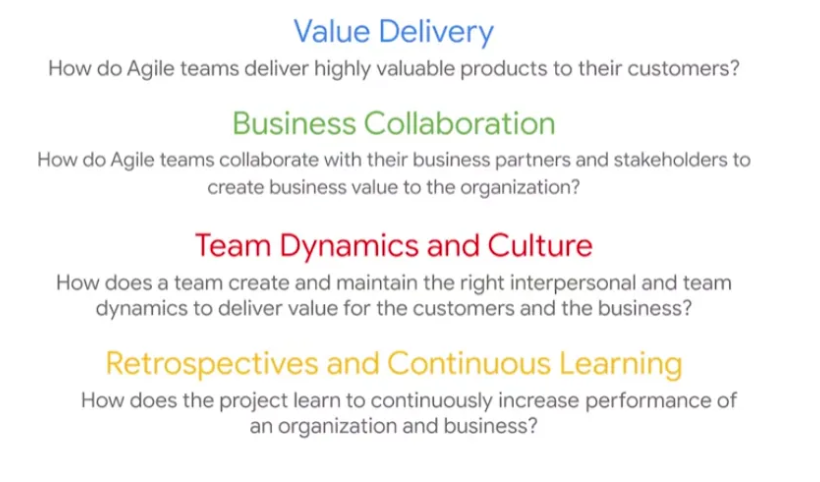 Value Delivery
How do Agile teams deliver highly valuable products to their customers?
Business Collaboration
How do Agile teams collaborate with their business partners and stakeholders to
create business value to the organization?
Team Dynamics and Culture
How does a team create and maintain the right interpersonal and team
dynamics to deliver value for the customers and the business?
Retrospectives and Continuous Learning
How does the project learn to continuously increase performance of
an organization and business?